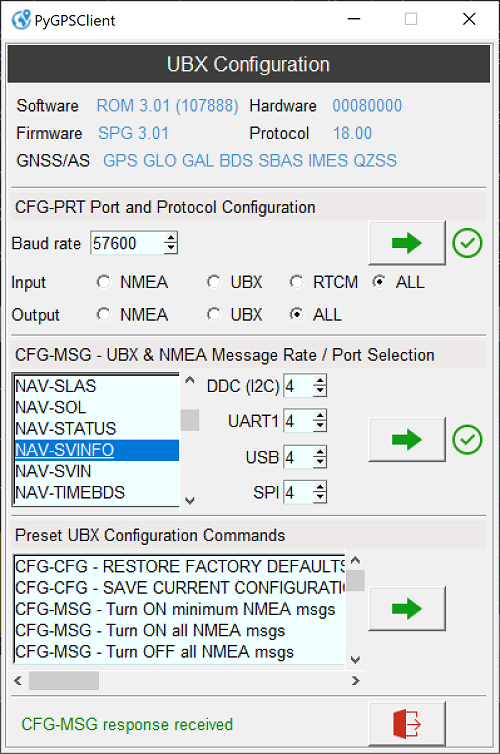 PyGPSClient
UBX Configuration
Software ROM 3.01 (107888) Hardware 00080000
Firmware SPG 3.01 Protocol 18.00
GNSS/AS GPS GLO GAL BDS SBAS IMES QZSS
CFG-PRT Port and Protocol Configuration
Baud rate 57600
Input NMEA UBX RTCM ALL
Output NMEA UBX ALL
CFG-MSG - UBX & NMEA Message Rate / Port Selection
NAV-SLAS
NAV-SOL
NAV-STATUS
NAV-SVINFO
NAV-SVIN
NAV-TIMEBDS
DDC (I2C) 4
UART1 4
USB 4
SPI 4
Preset UBX Configuration Commands
CFG-CFG - RESTORE FACTORY DEFAULTS
CFG-CFG - SAVE CURRENT CONFIGURATI
CFG-MSG - Turn ON minimum NMEA msgs
CFG-MSG - Turn ON all NMEA msgs
CFG-MSG - Turn OFF all NMEA msgs
CFG-MSG response received